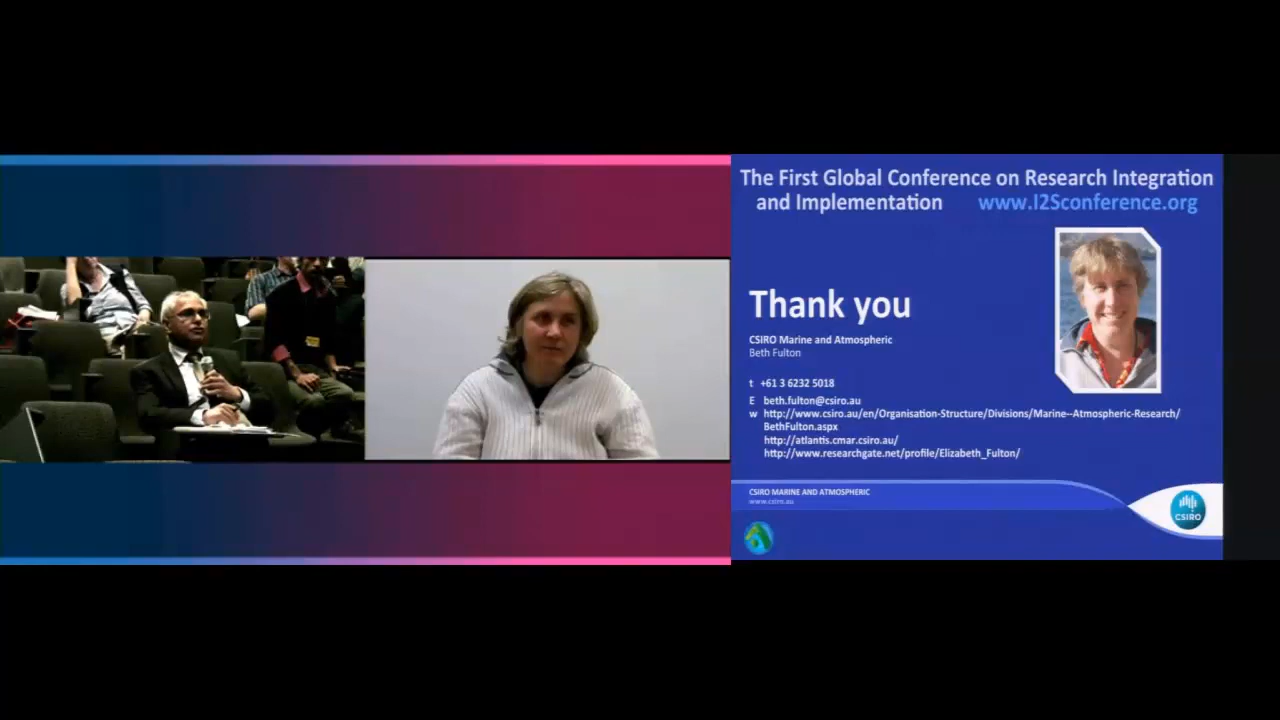 The First Global Conference on Research Integration
and Implementation www.I2Sconference.org
Thank you
CSIRO Marine and Atmospheric
Beth Fulton
t +61 3 6232 5018
E beth.fulton@csiro.au
w http://www.csiro.au/en/Organisation-Structure/Divisions/Marine--Atmospheric-Research/
BethFulton.aspx
http://atlantis.cmar.csiro.au/
http://www.researchgate.net/profile/Elizabeth_Fulton/
CSIRO MARINE AND ATMOSPHERIC
www.csiro.au
CSIRO